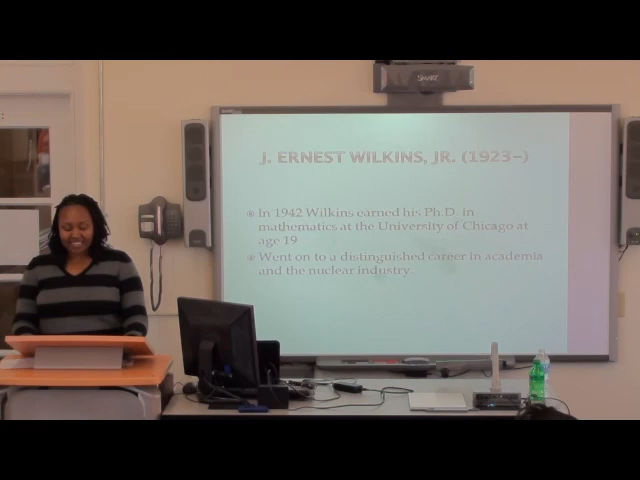 SMART
J. ERNEST WILKINS, JR. (1923–)
In 1942 Wilkins earned his Ph.D. in
mathematics at the University of Chicago at
age 19
Went on to a distinguished career in academia
and the nuclear industry.